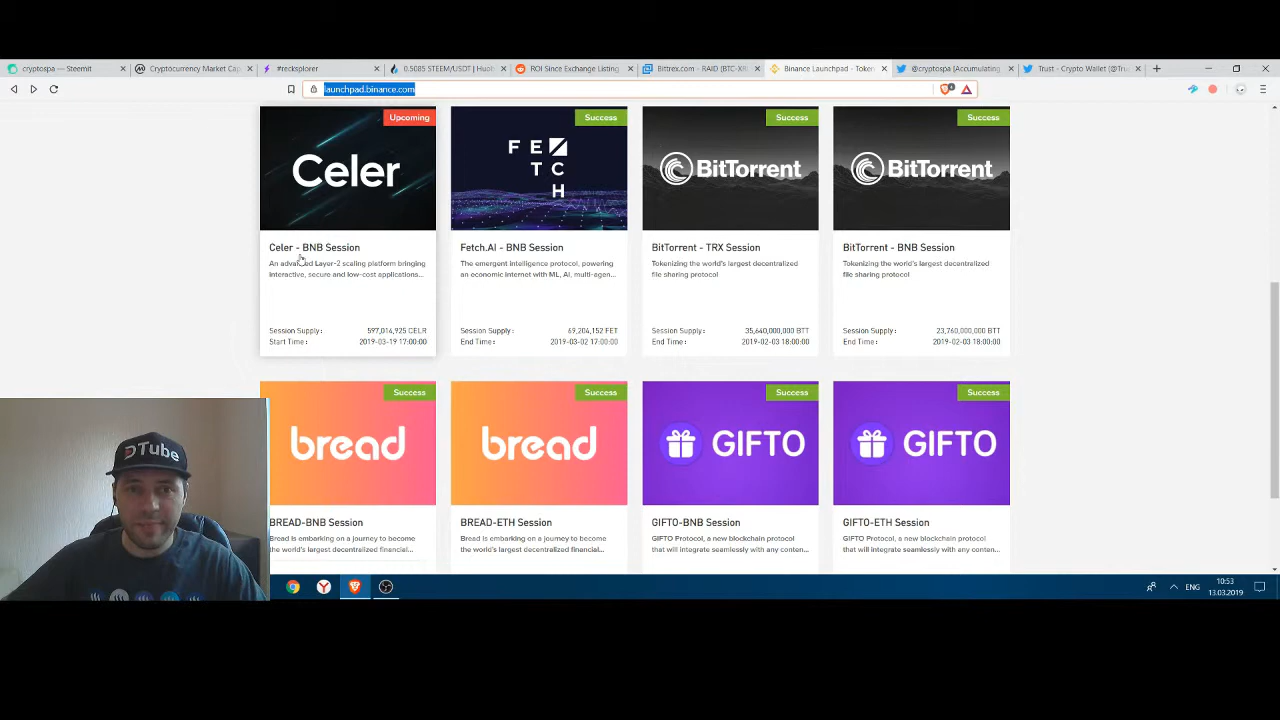 cryptospa — Steemit
Cryptocurrency Market Cap
#recksplorer
0.5085 STEEM/USDT | Huob
ROI Since Exchange Listing
Bittrex.com - RAID (BTC-XR
Binance Launchpad - Token
@cryptospa (Accumulating
Trust - Crypto Wallet (@Tru
launchpad.binance.com
Upcoming
Success
Success
Success
Celer
FETCH
BitTorrent
BitTorrent
Celer - BNB Session
Fetch.AI - BNB Session
BitTorrent - TRX Session
BitTorrent - BNB Session
An advanced Layer-2 scaling platform bringing
interactive, secure and low-cost applications...
The emergent intelligence protocol, powering
an economic internet with ML, AI, multi-agen...
Tokenizing the world's largest decentralized
file sharing protocol
Tokenizing the world's largest decentralized
file sharing protocol
Session Supply : 597,014,925 CELR
Start Time : 2019-03-19 17:00:00
Session Supply : 69,204,152 FET
End Time : 2019-03-02 17:00:00
Session Supply : 35,640,000,000 BTT
End Time : 2019-02-03 18:00:00
Session Supply : 23,760,000,000 BTT
End Time : 2019-02-03 18:00:00
Success
Success
Success
Success
bread
bread
GIFTO
GIFTO
DTube
BREAD-BNB Session
BREAD-ETH Session
GIFTO-BNB Session
GIFTO-ETH Session
Bread is embarking on a journey to become
the world's largest decentralized financial...
Bread is embarking on a journey to become
the world's largest decentralized financial...
GIFTO Protocol, a new blockchain protocol
that will integrate seamlessly with any conten...
GIFTO Protocol, a new blockchain protocol
that will integrate seamlessly with any conten...
ENG
10:53
13.03.2019